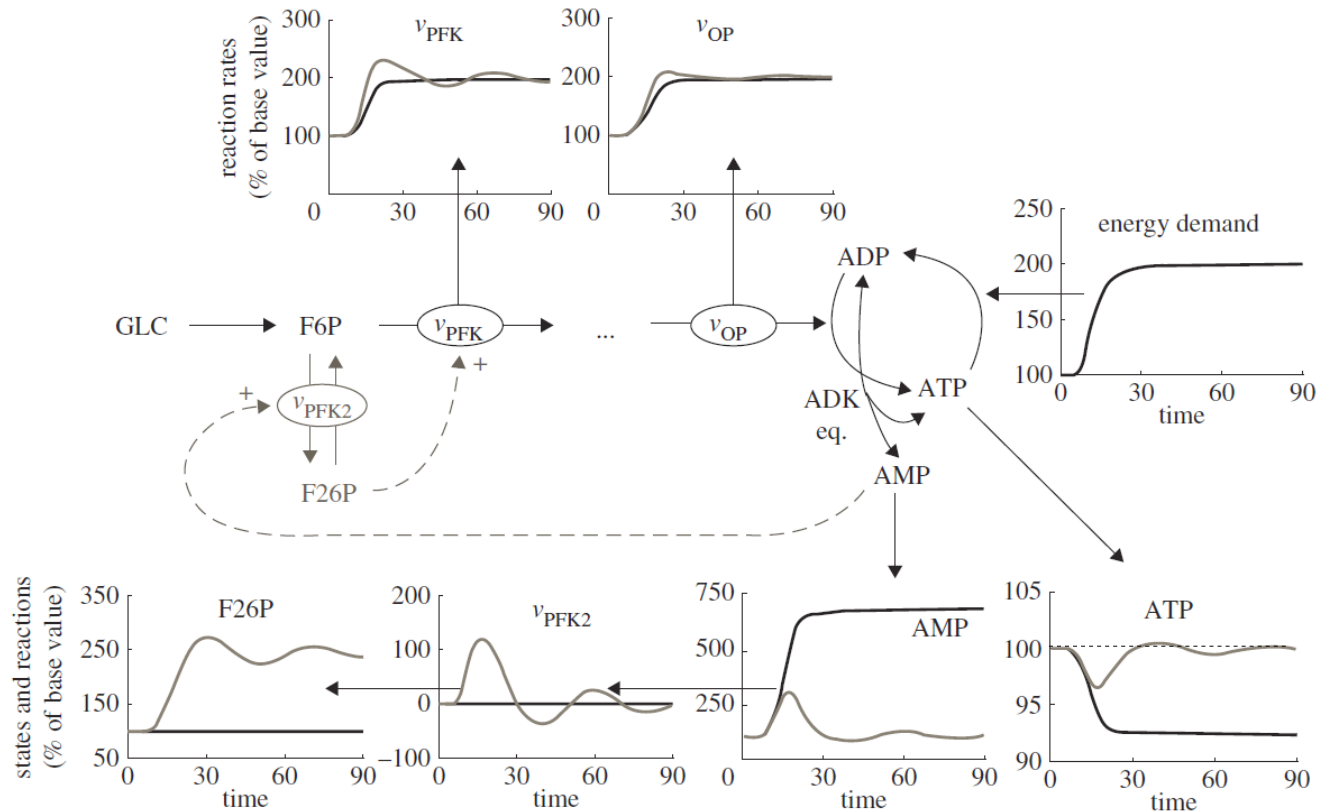 v_PFK
v_OP
reaction rates
(% of base value)
300
200
100
0
30
60
90
300
200
100
0
30
60
90
energy demand
250
200
150
100
0
30
60
90
time
ADP
GLC
F6P
v_PFK
...
v_OP
+
+
v_PFK2
ATP
ADK
eq.
F26P
AMP
states and reactions
(% of base value)
F26P
350
250
150
50
0
30
60
90
time
v_PFK2
200
100
0
–100
0
30
60
90
time
AMP
750
500
250
0
30
60
90
time
ATP
105
100
95
90
0
30
60
90
time